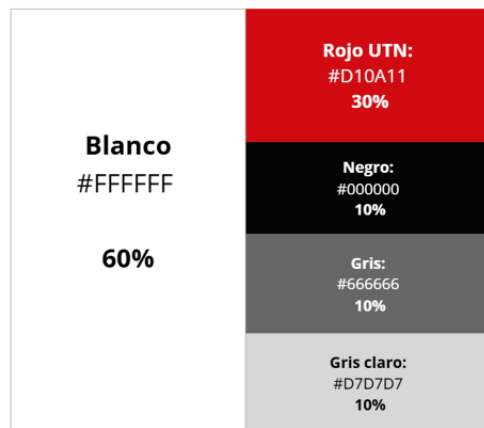 Blanco
#FFFFFF
60%
Rojo UTN:
#D10A11
30%
Negro:
#000000
10%
Gris:
#666666
10%
Gris claro:
#D7D7D7
10%